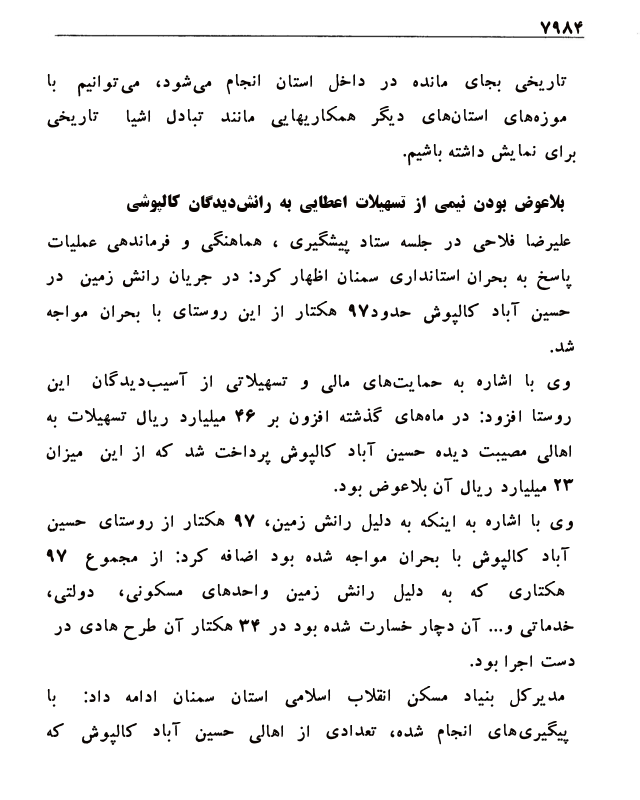 ۷۹۸۴
تاریخی بجای مانده در داخل استان انجام می‌شود، می‌توانیم با
موزه‌های استان‌های دیگر همکاریهایی مانند تبادل اشیا تاریخی
برای نمایش داشته باشیم.
بلاعوض بودن نیمی از تسهیلات اعطایی به رانش‌دیدگان کالپوشی
علیرضا فلاحی در جلسه ستاد پیشگیری ، هماهنگی و فرماندهی عملیات
پاسخ به بحران استانداری سمنان اظهار کرد: در جریان رانش زمین در
حسین آباد کالپوش حدود۹۷ هکتار از این روستای با بحران مواجه
شد.
وی با اشاره به حمایت‌های مالی و تسهیلاتی از آسیب‌دیدگان این
روستا افزود: در ماه‌های گذشته افزون بر ۴۶ میلیارد ریال تسهیلات به
اهالی مصیبت دیده حسین آباد کالپوش پرداخت شد که از این میزان
۲۳ میلیارد ریال آن بلاعوض بود.
وی با اشاره به اینکه به دلیل رانش زمین، ۹۷ هکتار از روستای حسین
آباد کالپوش با بحران مواجه شده بود اضافه کرد: از مجموع ۹۷
هکتاری که به دلیل رانش زمین واحدهای مسکونی، دولتی،
خدماتی و... آن دچار خسارت شده بود در ۳۴ هکتار آن طرح هادی در
دست اجرا بود.
مدیرکل بنیاد مسکن انقلاب اسلامی استان سمنان ادامه داد: با
پیگیری‌های انجام شده، تعدادی از اهالی حسین آباد کالپوش که